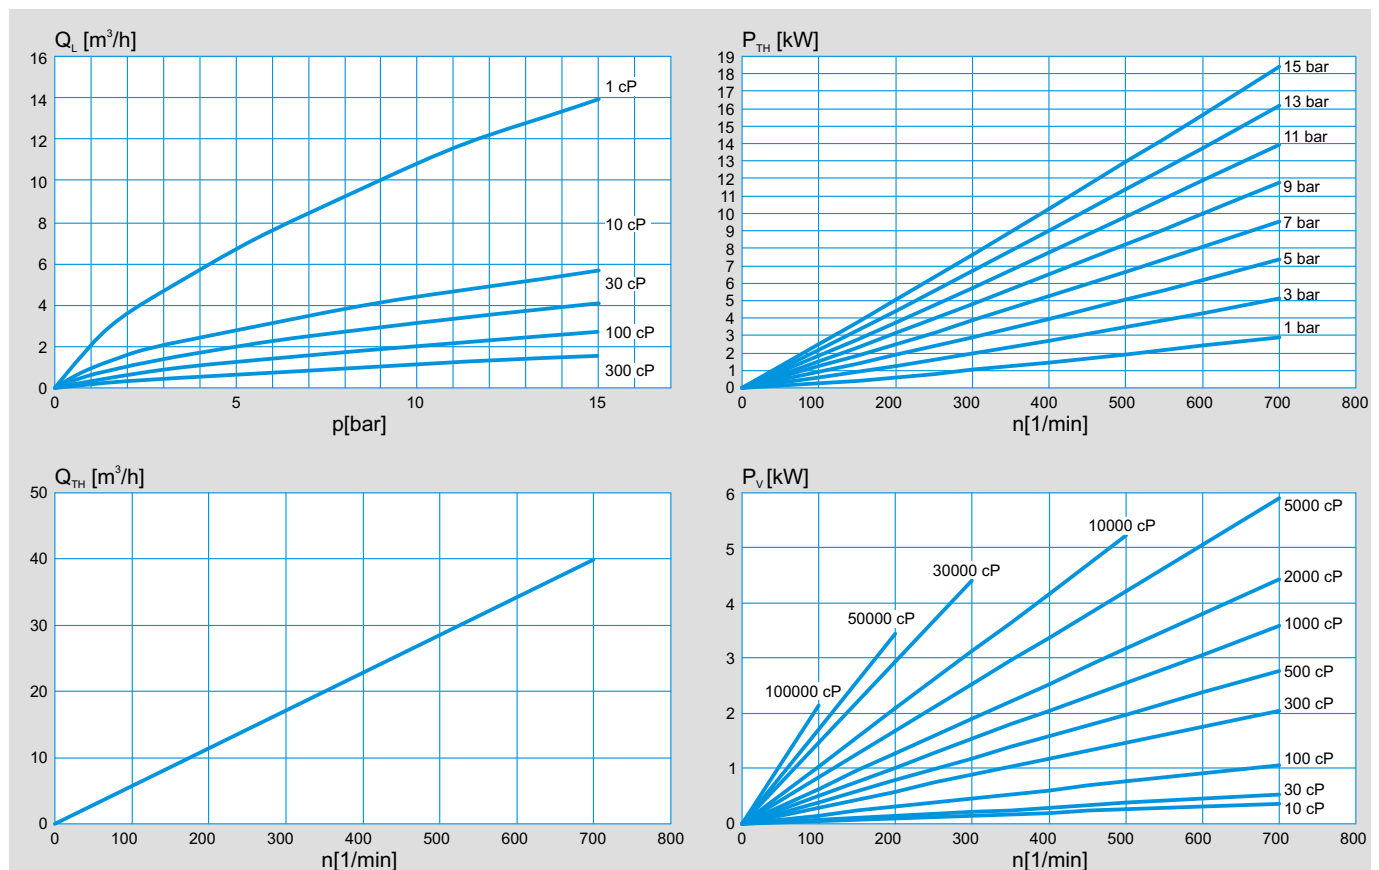 Q_L [m³/h]
16
14
12
10
8
6
4
2
0
1 cP
10 cP
30 cP
100 cP
300 cP
0 5 10 15
p[bar]
P_TH [kW]
19
18
17
16
15
14
13
12
11
10
9
8
7
6
5
4
3
2
1
0
15 bar
13 bar
11 bar
9 bar
7 bar
5 bar
3 bar
1 bar
0 100 200 300 400 500 600 700 800
n[1/min]
Q_TH [m³/h]
50
40
30
20
10
0
0 100 200 300 400 500 600 700 800
n[1/min]
P_V [kW]
6
5
4
3
2
1
0
100000 cP
50000 cP
30000 cP
10000 cP
5000 cP
2000 cP
1000 cP
500 cP
300 cP
100 cP
30 cP
10 cP
0 100 200 300 400 500 600 700 800
n[1/min]